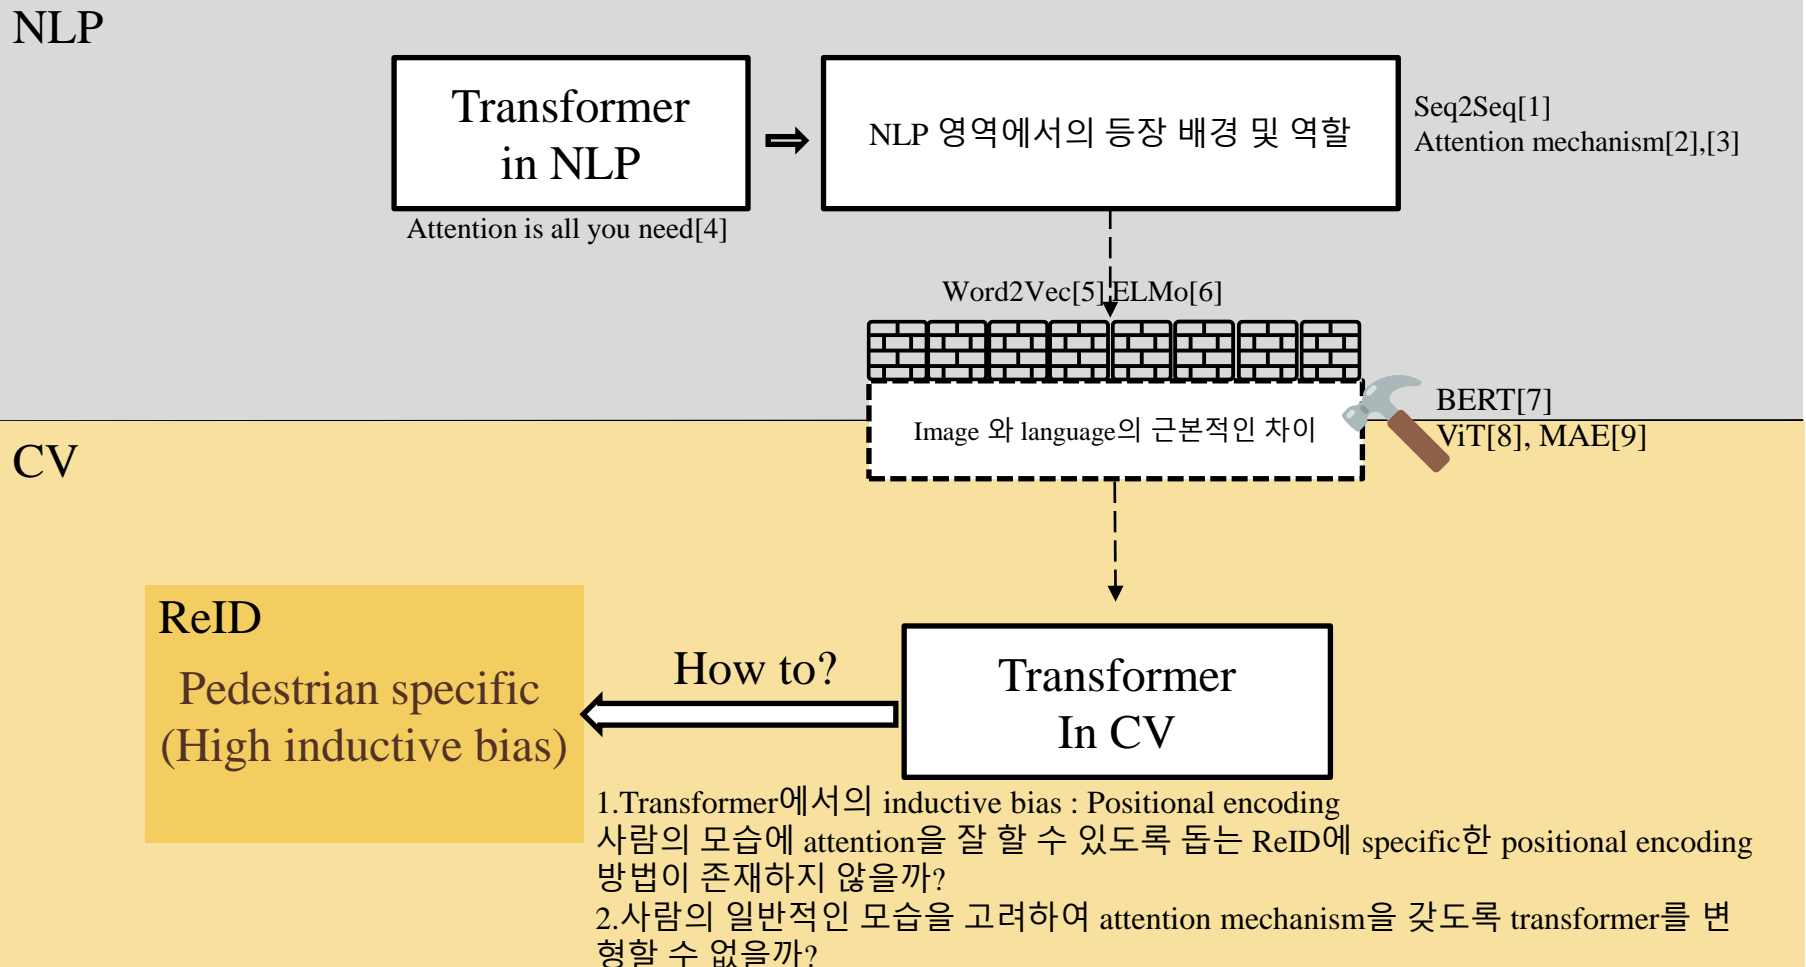 NLP
Transformer
in NLP
Attention is all you need[4]
NLP 영역에서의 등장 배경 및 역할
Seq2Seq[1]
Attention mechanism[2],[3]
Word2Vec[5] ELMo[6]
Image 와 language의 근본적인 차이
BERT[7]
ViT[8], MAE[9]
CV
ReID
Pedestrian specific
(High inductive bias)
How to?
Transformer
In CV
1.Transformer에서의 inductive bias : Positional encoding
사람의 모습에 attention을 잘 할 수 있도록 돕는 ReID에 specific한 positional encoding
방법이 존재하지 않을까?
2.사람의 일반적인 모습을 고려하여 attention mechanism을 갖도록 transformer를 변
형할 수 없을까?